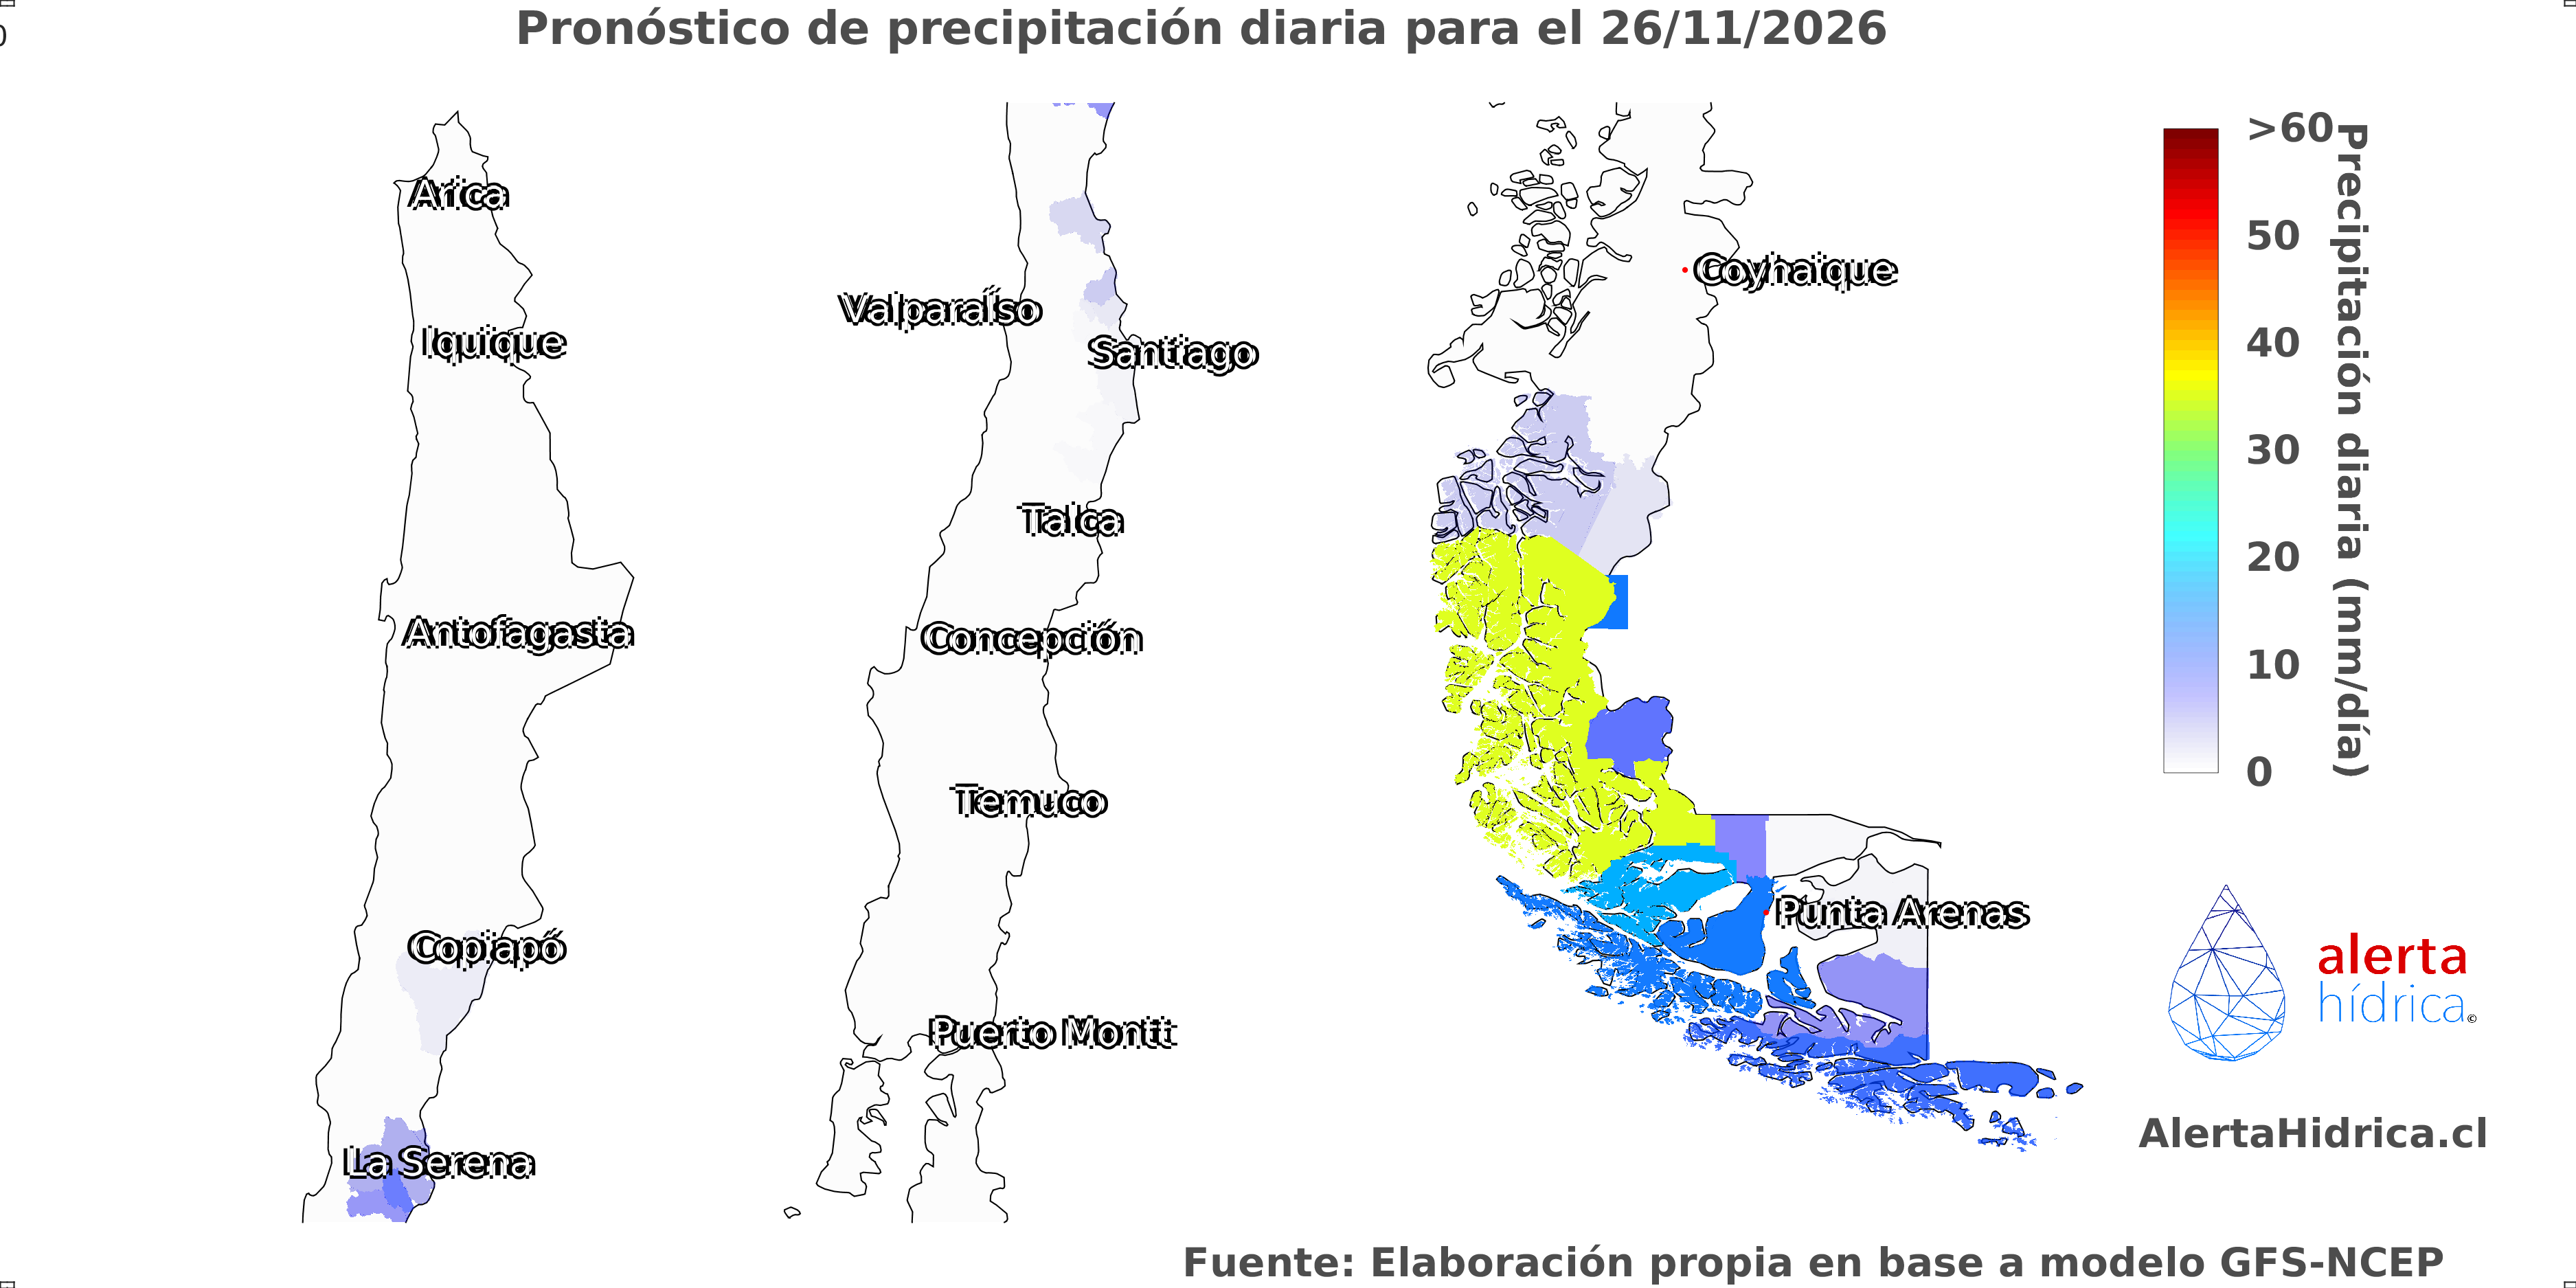 Pronóstico de precipitación diaria para el 26/11/2026
0
Arica
Iquique
Antofagasta
Copiapó
La Serena
Valparaíso
Santiago
Talca
Concepción
Temuco
Puerto Montt
Coyhaique
Punta Arenas
>60
50
40
30
20
10
0
Precipitación diaria (mm/día)
alerta
hídrica©
AlertaHidrica.cl
Fuente: Elaboración propia en base a modelo GFS-NCEP